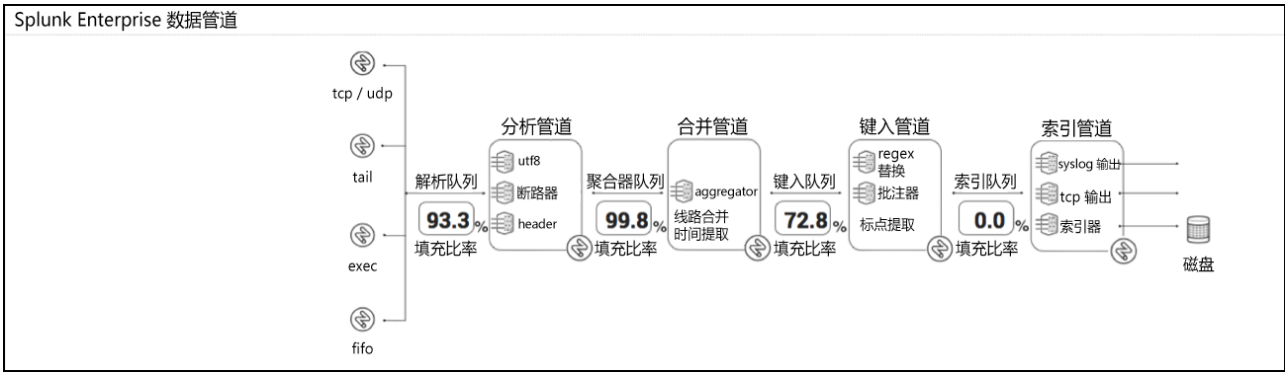 Splunk Enterprise 数据管道
tcp / udp
tail
exec
fifo
解析队列
93.3 %
填充比率
分析管道
utf8
断路器
header
聚合器队列
99.8 %
填充比率
合并管道
aggregator
线路合并
时间提取
键入队列
72.8 %
填充比率
键入管道
regex
替换
批注器
标点提取
索引队列
0.0 %
填充比率
索引管道
syslog 输出
tcp 输出
索引器
磁盘